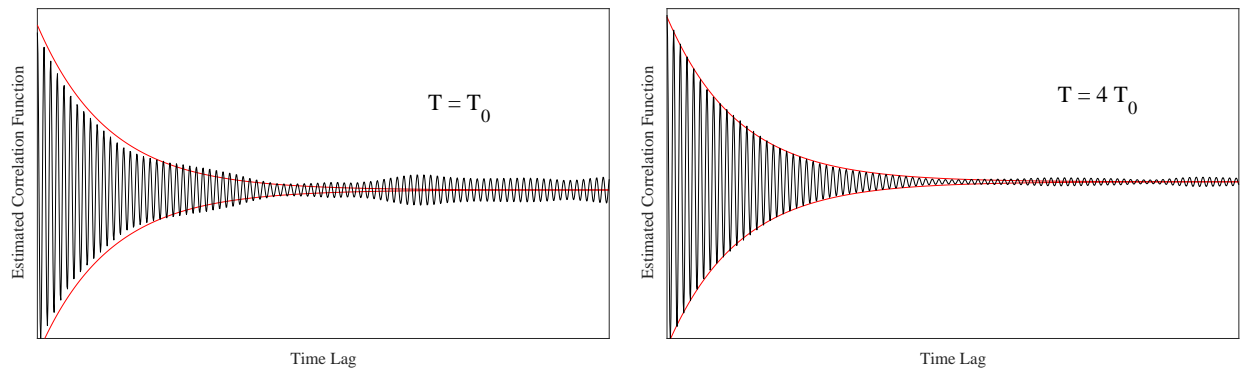 Estimated Correlation Function
T = T0
Time Lag
Estimated Correlation Function
T = 4 T0
Time Lag